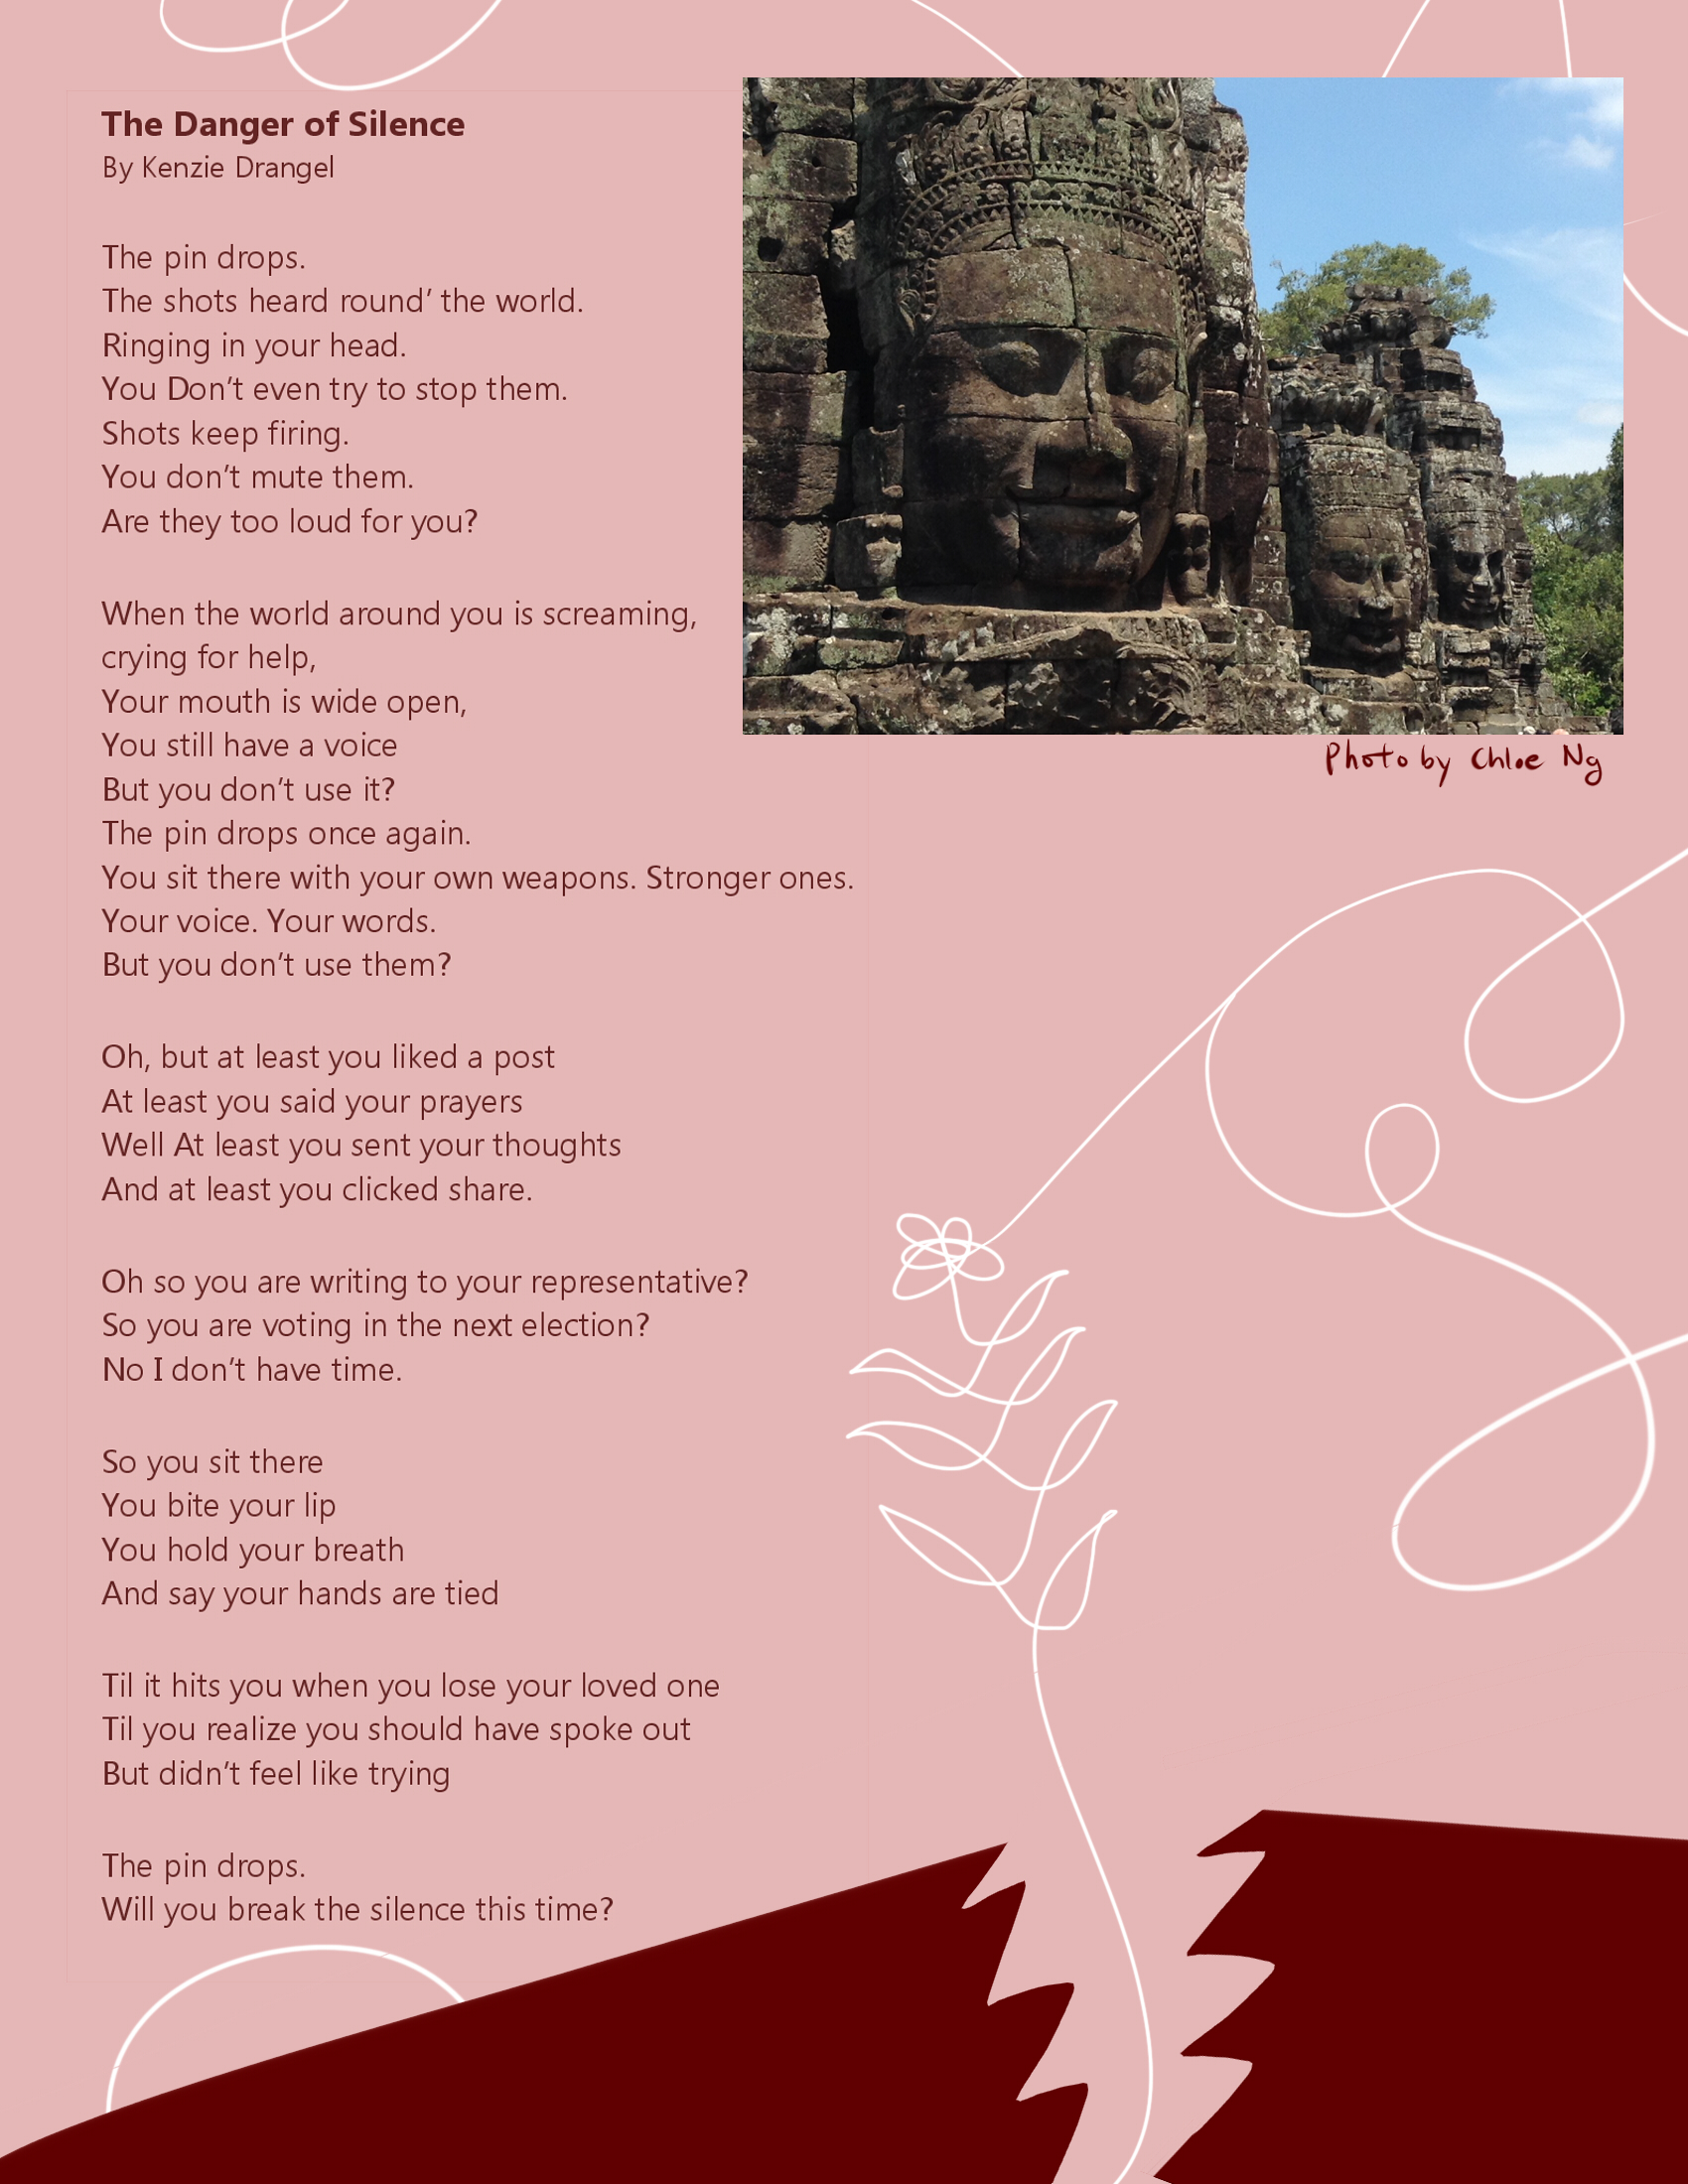 The Danger of Silence
By Kenzie Drangel
The pin drops.
The shots heard round’ the world.
Ringing in your head.
You Don’t even try to stop them.
Shots keep firing.
You don’t mute them.
Are they too loud for you?
When the world around you is screaming,
crying for help,
Your mouth is wide open,
You still have a voice
But you don’t use it?
The pin drops once again.
You sit there with your own weapons. Stronger ones.
Your voice. Your words.
But you don’t use them?
Oh, but at least you liked a post
At least you said your prayers
Well At least you sent your thoughts
And at least you clicked share.
Oh so you are writing to your representative?
So you are voting in the next election?
No I don’t have time.
So you sit there
You bite your lip
You hold your breath
And say your hands are tied
Til it hits you when you lose your loved one
Til you realize you should have spoke out
But didn’t feel like trying
The pin drops.
Will you break the silence this time?
Photo by Chloe Ng